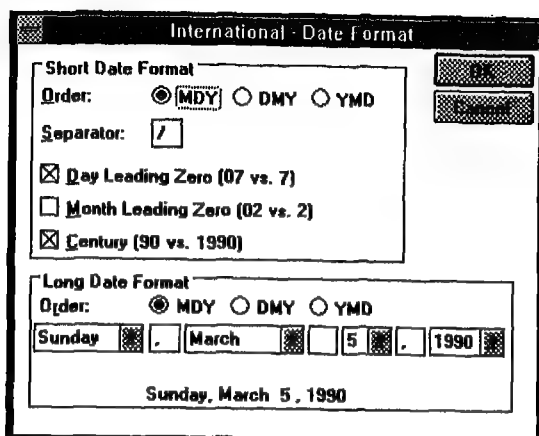 International - Date Format
Short Date Format
Order: MDY DMY YMD
Separator: /
Day Leading Zero (07 vs. 7)
Month Leading Zero (02 vs. 2)
Century (90 vs. 1990)
OK
Cancel
Long Date Format
Order: MDY DMY YMD
Sunday , March 5 , 1990
Sunday, March 5 , 1990